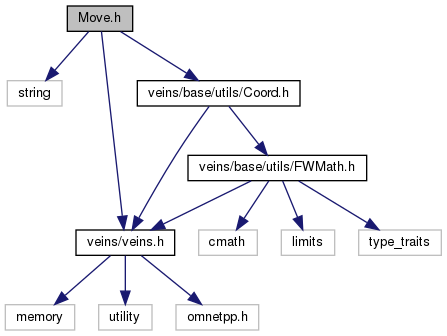 Move.h
string
veins/base/utils/Coord.h
veins/base/utils/FWMath.h
veins/veins.h
cmath
limits
type_traits
memory
utility
omnetpp.h